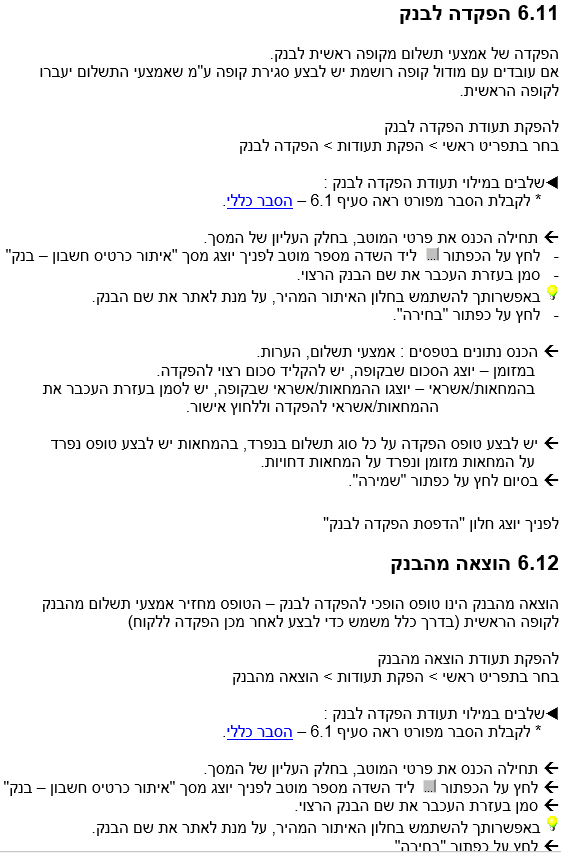 6.11 הפקדה לבנק
הפקדה של אמצעי תשלום מקופה ראשית לבנק.
אם עובדים עם מודול קופה רושמת יש לבצע סגירת קופה ע"מ שאמצעי התשלום יעברו
לקופה הראשית.
להפקת תעודת הפקדה לבנק
בחר בתפריט ראשי > הפקת תעודות > הפקדה לבנק
◄שלבים במילוי תעודת הפקדה לבנק :
* לקבלת הסבר מפורט ראה סעיף 6.1 – הסבר כללי.
← תחילה הכנס את פרטי המוטב, בחלק העליון של המסך.
- לחץ על הכפתור ... ליד השדה מספר מוטב לפניך יוצג מסך "איתור כרטיס חשבון – בנק"
- סמן בעזרת העכבר את שם הבנק הרצוי.
באפשרותך להשתמש בחלון האיתור המהיר, על מנת לאתר את שם הבנק.
- לחץ על כפתור "בחירה".
← הכנס נתונים בטפסים : אמצעי תשלום, הערות.
במזומן – יוצג הסכום שבקופה, יש להקליד סכום רצוי להפקדה.
בהמחאות/אשראי – יוצגו ההמחאות/אשראי שבקופה, יש לסמן בעזרת העכבר את
ההמחאות/אשראי להפקדה וללחוץ אישור.
← יש לבצע טופס הפקדה על כל סוג תשלום בנפרד, בהמחאות יש לבצע טופס נפרד
על המחאות מזומן ונפרד על המחאות דחויות.
← בסיום לחץ על כפתור "שמירה".
לפניך יוצג חלון "הדפסת הפקדה לבנק"
6.12 הוצאה מהבנק
הוצאה מהבנק הינו טופס הופכי להפקדה לבנק – הטופס מחזיר אמצעי תשלום מהבנק
לקופה הראשית (בדרך כלל משמש כדי לבצע לאחר מכן הפקדה ללקוח)
להפקת תעודת הוצאה מהבנק
בחר בתפריט ראשי > הפקת תעודות > הוצאה מהבנק
◄שלבים במילוי תעודת הפקדה לבנק :
* לקבלת הסבר מפורט ראה סעיף 6.1 – הסבר כללי.
← תחילה הכנס את פרטי המוטב, בחלק העליון של המסך.
← לחץ על הכפתור ... ליד השדה מספר מוטב לפניך יוצג מסך "איתור כרטיס חשבון – בנק"
← סמן בעזרת העכבר את שם הבנק הרצוי.
באפשרותך להשתמש בחלון האיתור המהיר, על מנת לאתר את שם הבנק.
← לחץ על כפתור "בחירה"